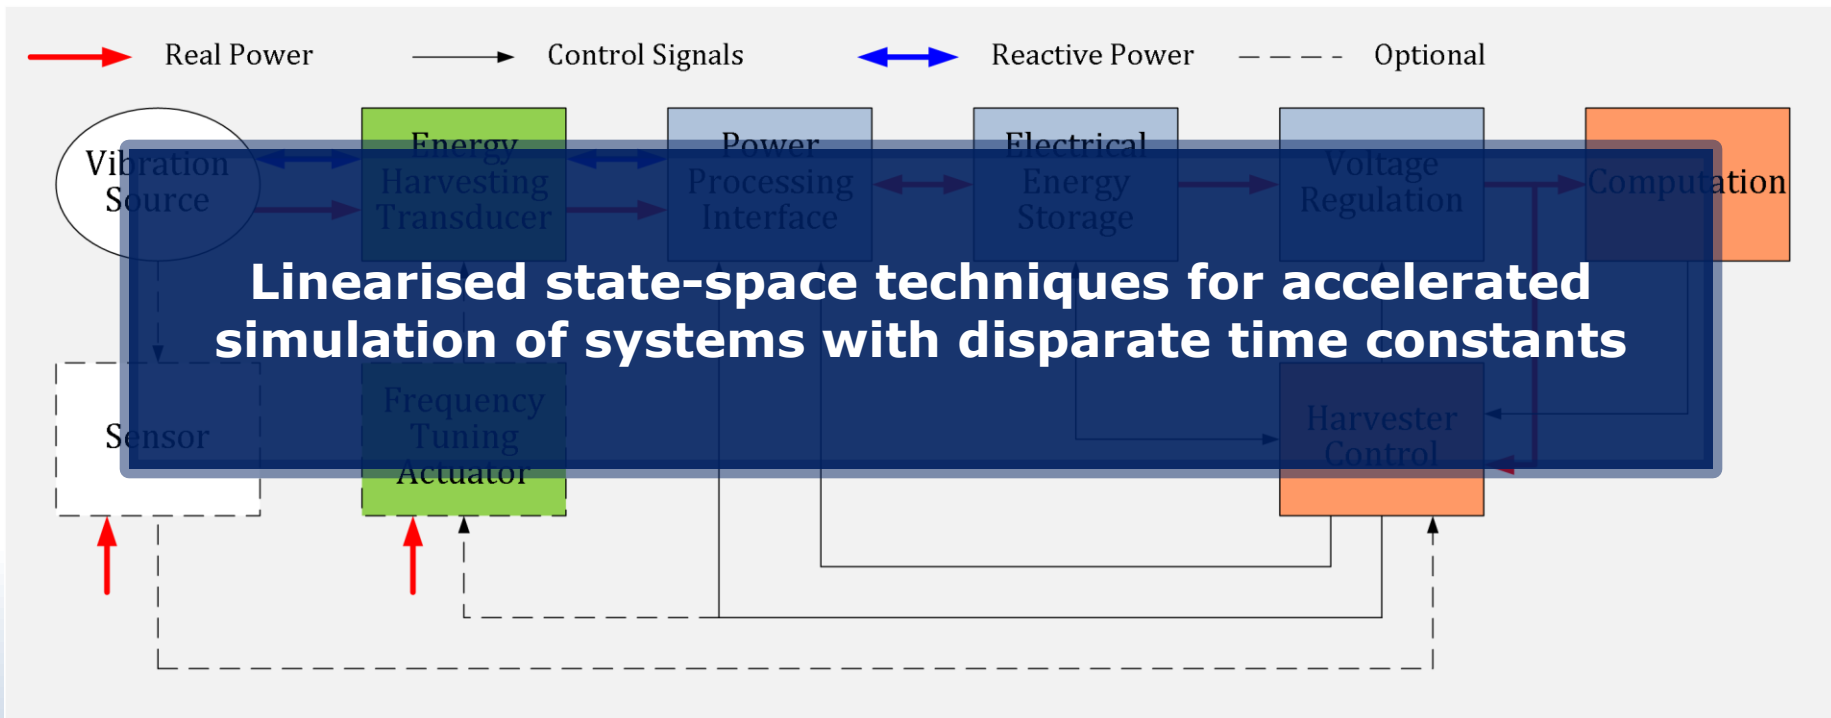 Real Power
Control Signals
Reactive Power
Optional
Vibration
Source
Energy
Harvesting
Transducer
Power
Processing
Interface
Electrical
Energy
Storage
Voltage
Regulation
Computation
Linearised state-space techniques for accelerated
simulation of systems with disparate time constants
Sensor
Frequency
Tuning
Actuator
Harvester
Control